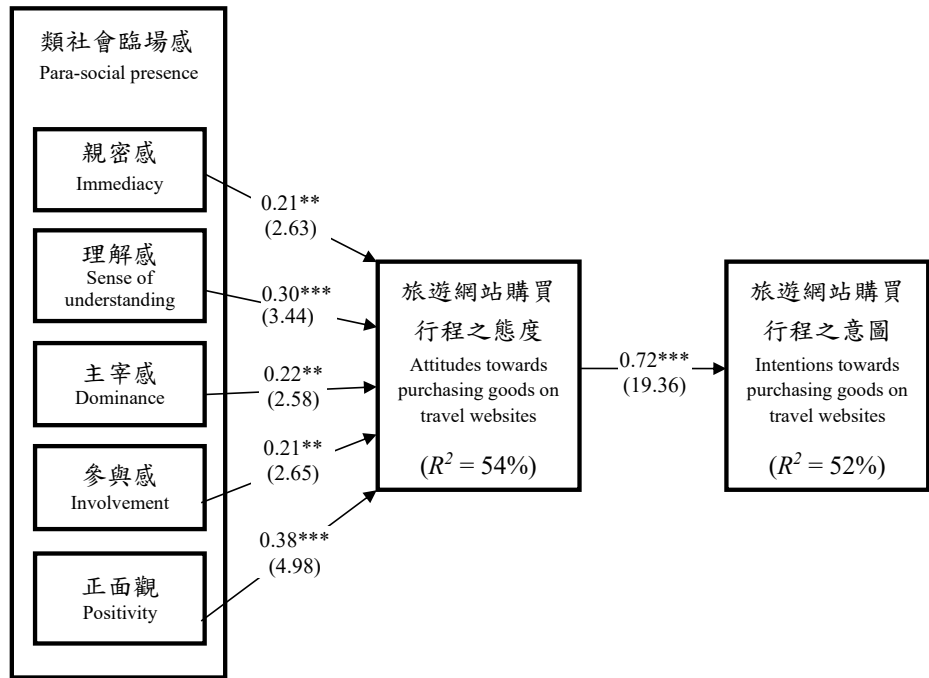 類社會臨場感
Para-social presence
親密感
Immediacy
理解感
Sense of
understanding
主宰感
Dominance
參與感
Involvement
正面觀
Positivity
0.21**
(2.63)
0.30***
(3.44)
0.22**
(2.58)
0.21**
(2.65)
0.38***
(4.98)
旅遊網站購買
行程之態度
Attitudes towards
purchasing goods on
travel websites
(R² = 54%)
0.72***
(19.36)
旅遊網站購買
行程之意圖
Intentions towards
purchasing goods on
travel websites
(R² = 52%)